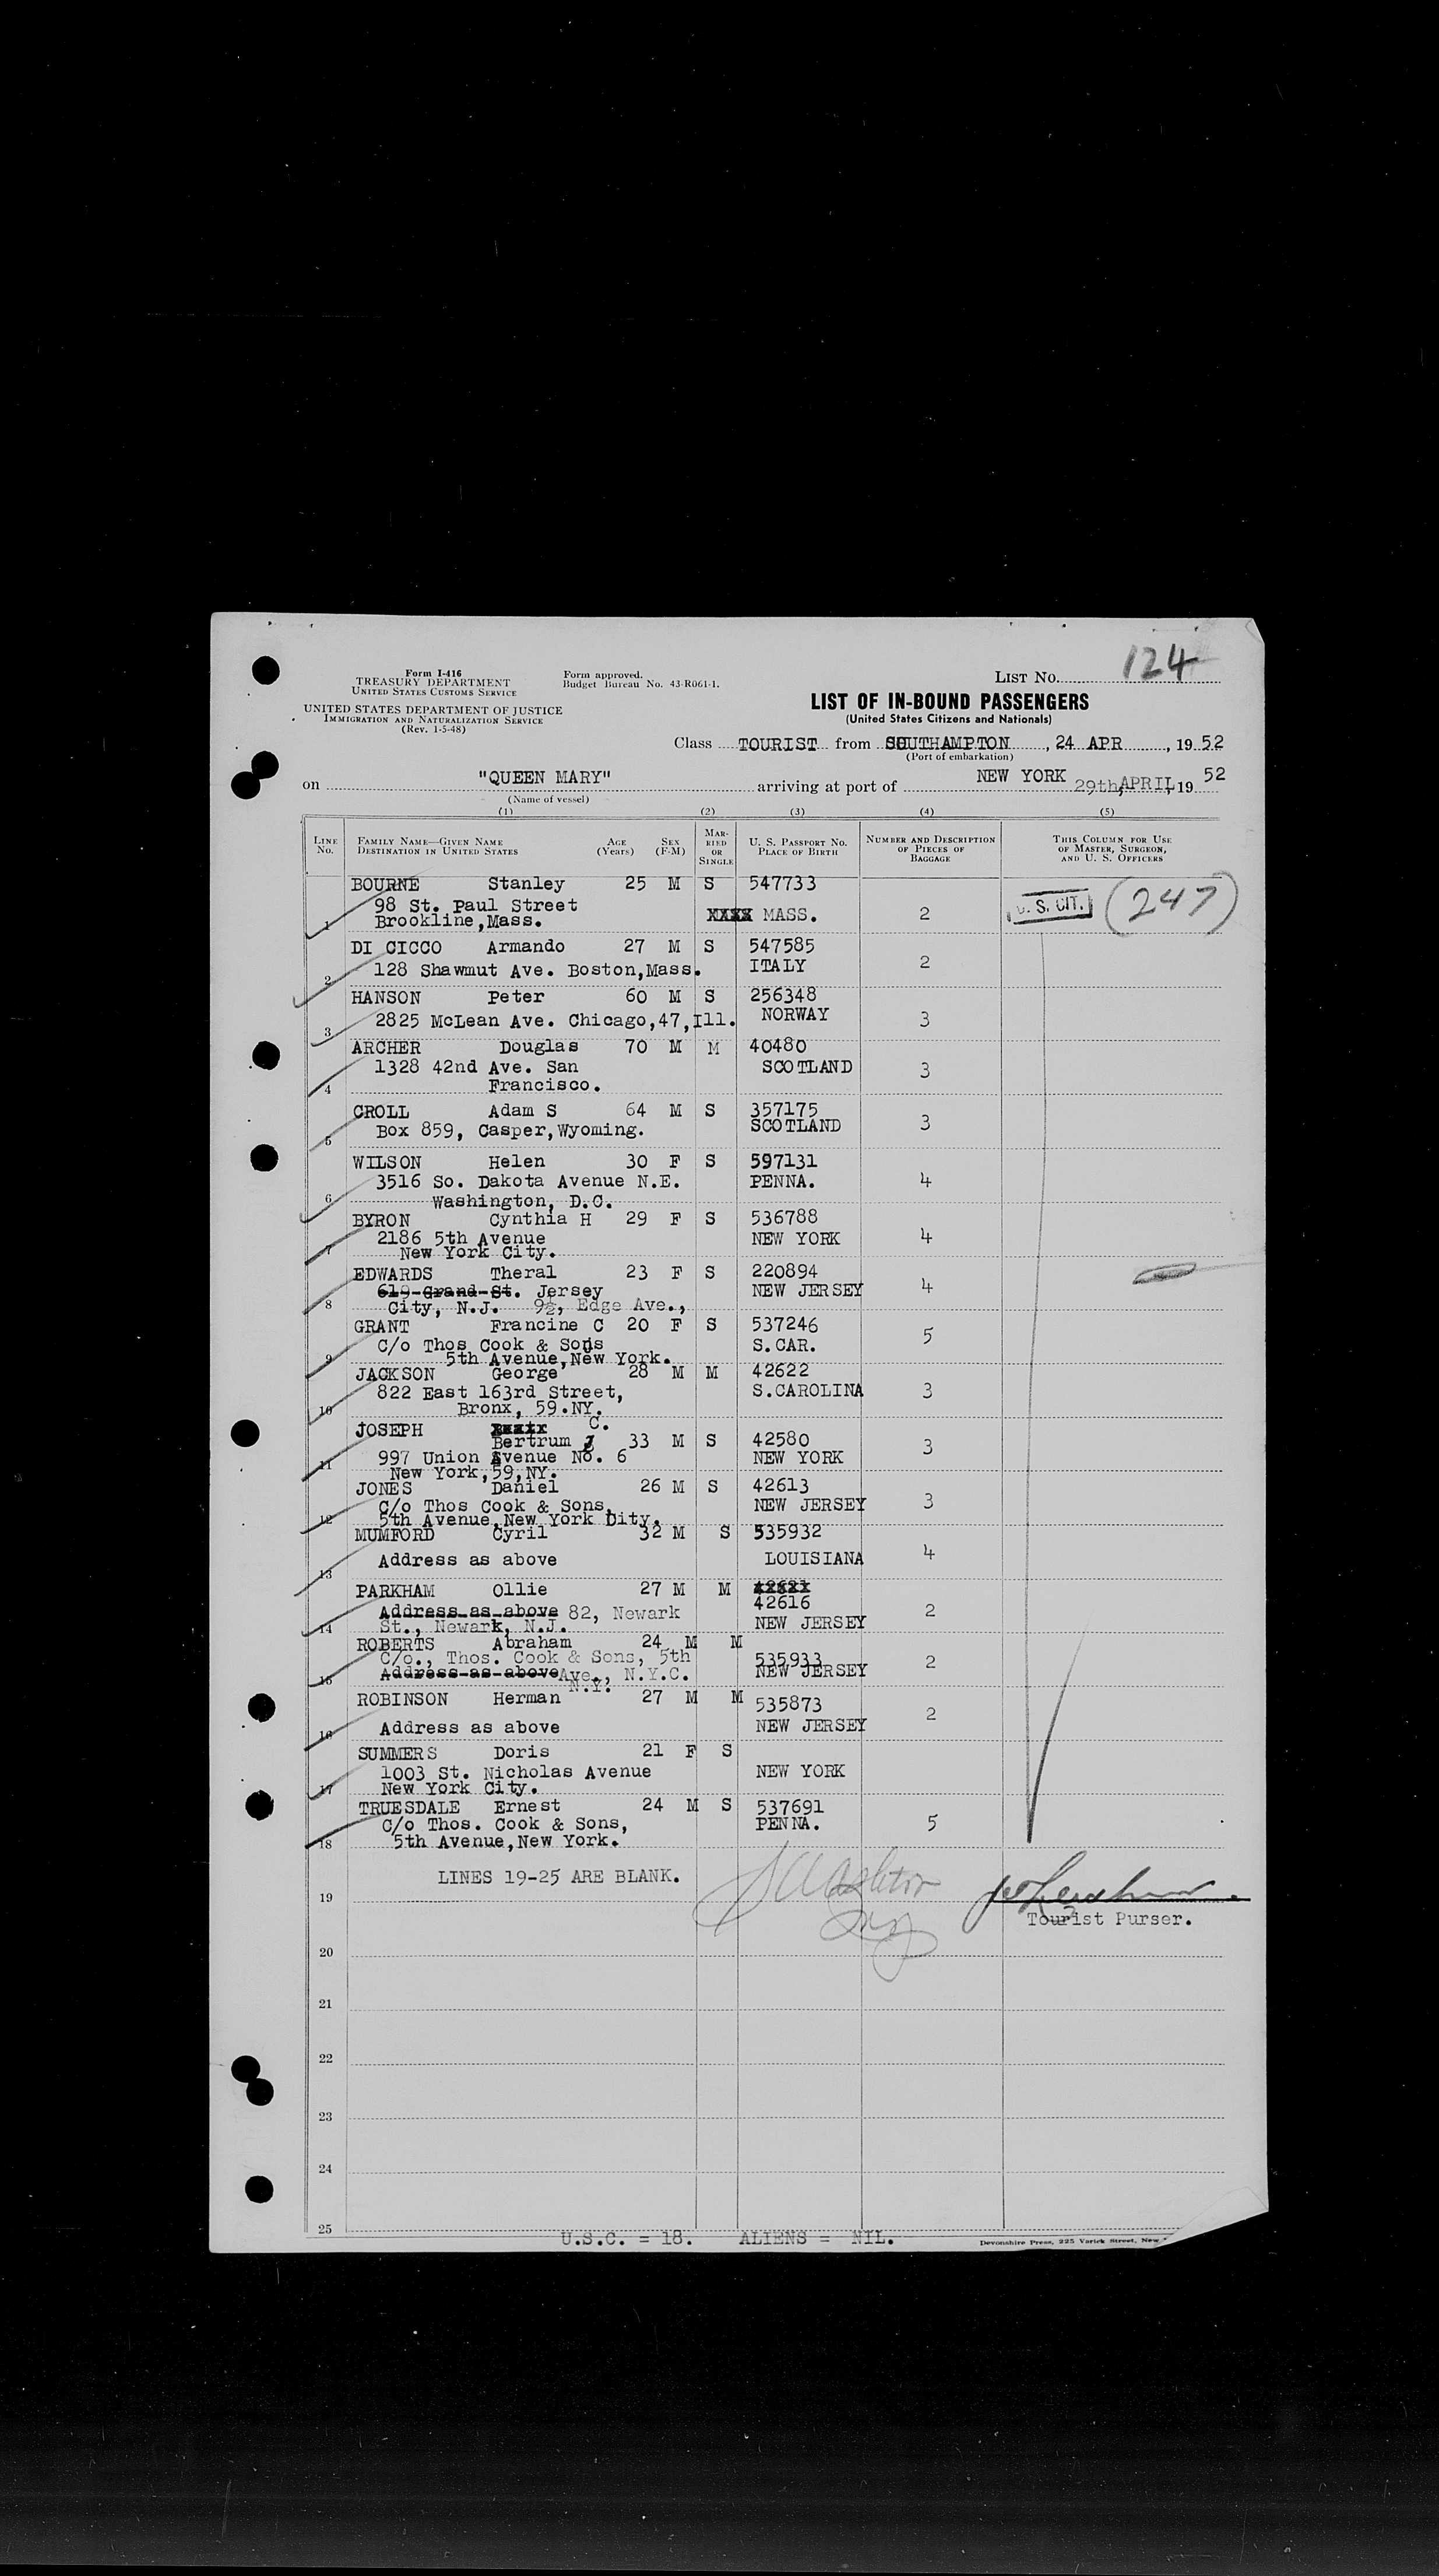 124
Form I-416
TREASURY DEPARTMENT
UNITED STATES CUSTOMS SERVICE
Form approved.
Budget Bureau No. 43-R061-1.
LIST NO.
UNITED STATES DEPARTMENT OF JUSTICE
IMMIGRATION AND NATURALIZATION SERVICE
(Rev. 1-5-48)
LIST OF IN-BOUND PASSENGERS
(United States Citizens and Nationals)
Class TOURIST from SOUTHAMPTON, 24 APR, 1952
(Port of embarkation)
on "QUEEN MARY" arriving at port of NEW YORK 29th, APRIL, 1952
(Name of vessel)
(1) (2) (3) (4) (5)
LINE No. FAMILY NAME—GIVEN NAME DESTINATION IN UNITED STATES AGE (Years) SEX (F-M) MARRIED OR SINGLE U. S. PASSPORT NO. PLACE OF BIRTH NUMBER AND DESCRIPTION OF PIECES OF BAGGAGE THIS COLUMN FOR USE OF MASTER, SURGEON, AND U. S. OFFICERS
BOURNE Stanley 25 M S 547733
98 St. Paul Street
1 Brookline,Mass. XXXX MASS. 2 U. S. CIT. (247)
DI CICCO Armando 27 M S 547585
2 128 Shawmut Ave. Boston,Mass. ITALY 2
HANSON Peter 60 M S 256348
3 2825 McLean Ave. Chicago,47,Ill. NORWAY 3
ARCHER Douglas 70 M M 40480
1328 42nd Ave. San SCOTLAND 3
4 Francisco.
CROLL Adam S 64 M S 357175
5 Box 859, Casper,Wyoming. SCOTLAND 3
WILSON Helen 30 F S 597131
3516 So. Dakota Avenue N.E. PENNA. 4
6 Washington, D.C.
BYRON Cynthia H 29 F S 536788
2186 5th Avenue NEW YORK 4
7 New York City.
EDWARDS Theral 23 F S 220894
619 Grand St. Jersey NEW JERSEY 4
8 City, N.J. 9½, Edge Ave.,
GRANT Francine C 20 F S 537246
C/o Thos Cook & Sons S.CAR. 5
9 5th Avenue,New York.
JACKSON George 28 M M 42622
822 East 163rd Street, S.CAROLINA 3
10 Bronx, 59.NY.
JOSEPH C.
Bertrum 33 M S 42580
997 Union Avenue No. 6 NEW YORK 3
11 New York,59,NY.
JONES Daniel 26 M S 42613
C/o Thos Cook & Sons, NEW JERSEY 3
12 5th Avenue,New York City.
MUMFORD Cyril 32 M S 535932
13 Address as above LOUISIANA 4
PARKHAM Ollie 27 M M
42616
Address as above 82, Newark 2
14 St., Newark, N.J. NEW JERSEY
ROBERTS Abraham 24 M M
C/o., Thos. Cook & Sons, 5th 535933
15 Address as above Ave., N.Y.C. NEW JERSEY 2
N.Y.
ROBINSON Herman 27 M M 535873
16 Address as above NEW JERSEY 2
SUMMERS Doris 21 F S
1003 St. Nicholas Avenue NEW YORK
17 New York City.
TRUESDALE Ernest 24 M S 537691
C/o Thos. Cook & Sons, PENNA. 5
18 5th Avenue,New York.
LINES 19-25 ARE BLANK.
19
Tourist Purser.
20
21
22
23
24
25
U.S.C. = 18. ALIENS = NIL.
Devonshire Press, 225 Varick Street, New